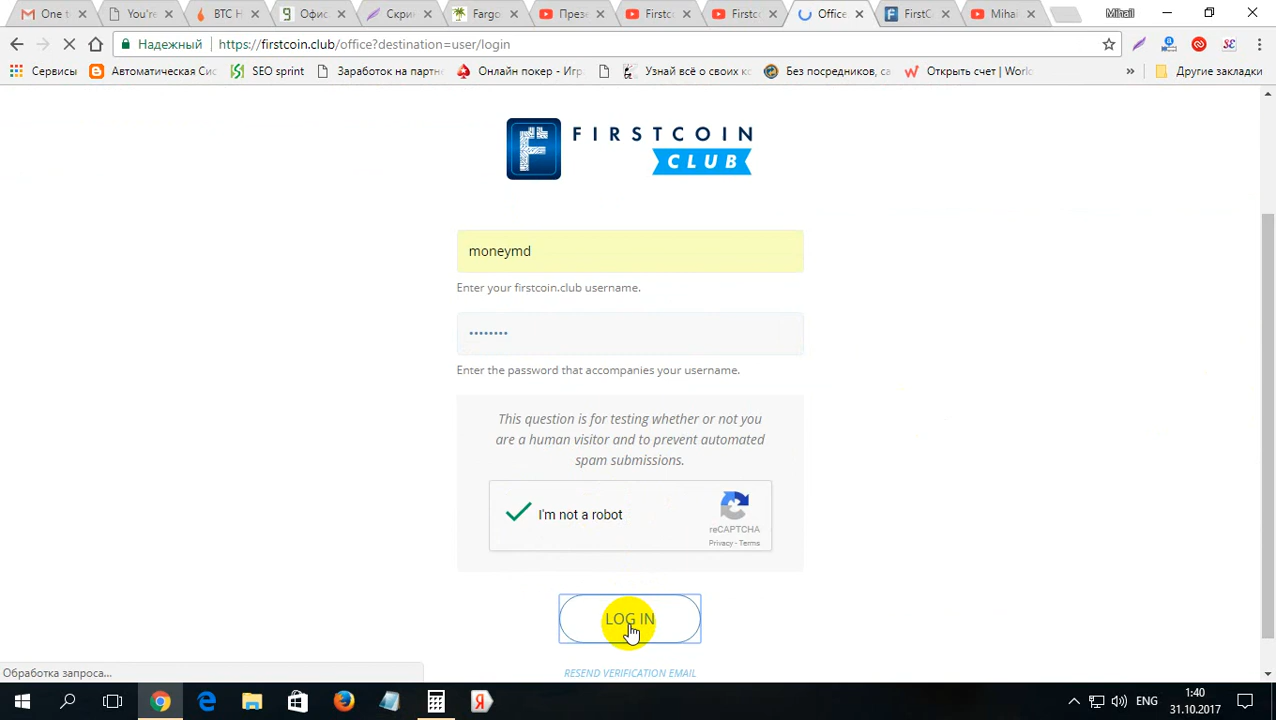 One t
You're
BTC H
Офис
Скри
Fargo
Презе
Firstc
Firstc
Office
FirstC
Mihai
Mihail
Надежный
https://firstcoin.club/office?destination=user/login
Сервисы
Автоматическая Сис
SEO sprint
Заработок на партне
Онлайн покер - Игр
Узнай всё о своих кс
Без посредников, са
Открыть счет | World
»
Другие закладки
FIRSTCOIN
CLUB
moneymd
Enter your firstcoin.club username.
••••••••
Enter the password that accompanies your username.
This question is for testing whether or not you
are a human visitor and to prevent automated
spam submissions.
I'm not a robot
reCAPTCHA
Privacy - Terms
LOG IN
RESEND VERIFICATION EMAIL
Обработка запроса...
ENG
1:40
31.10.2017